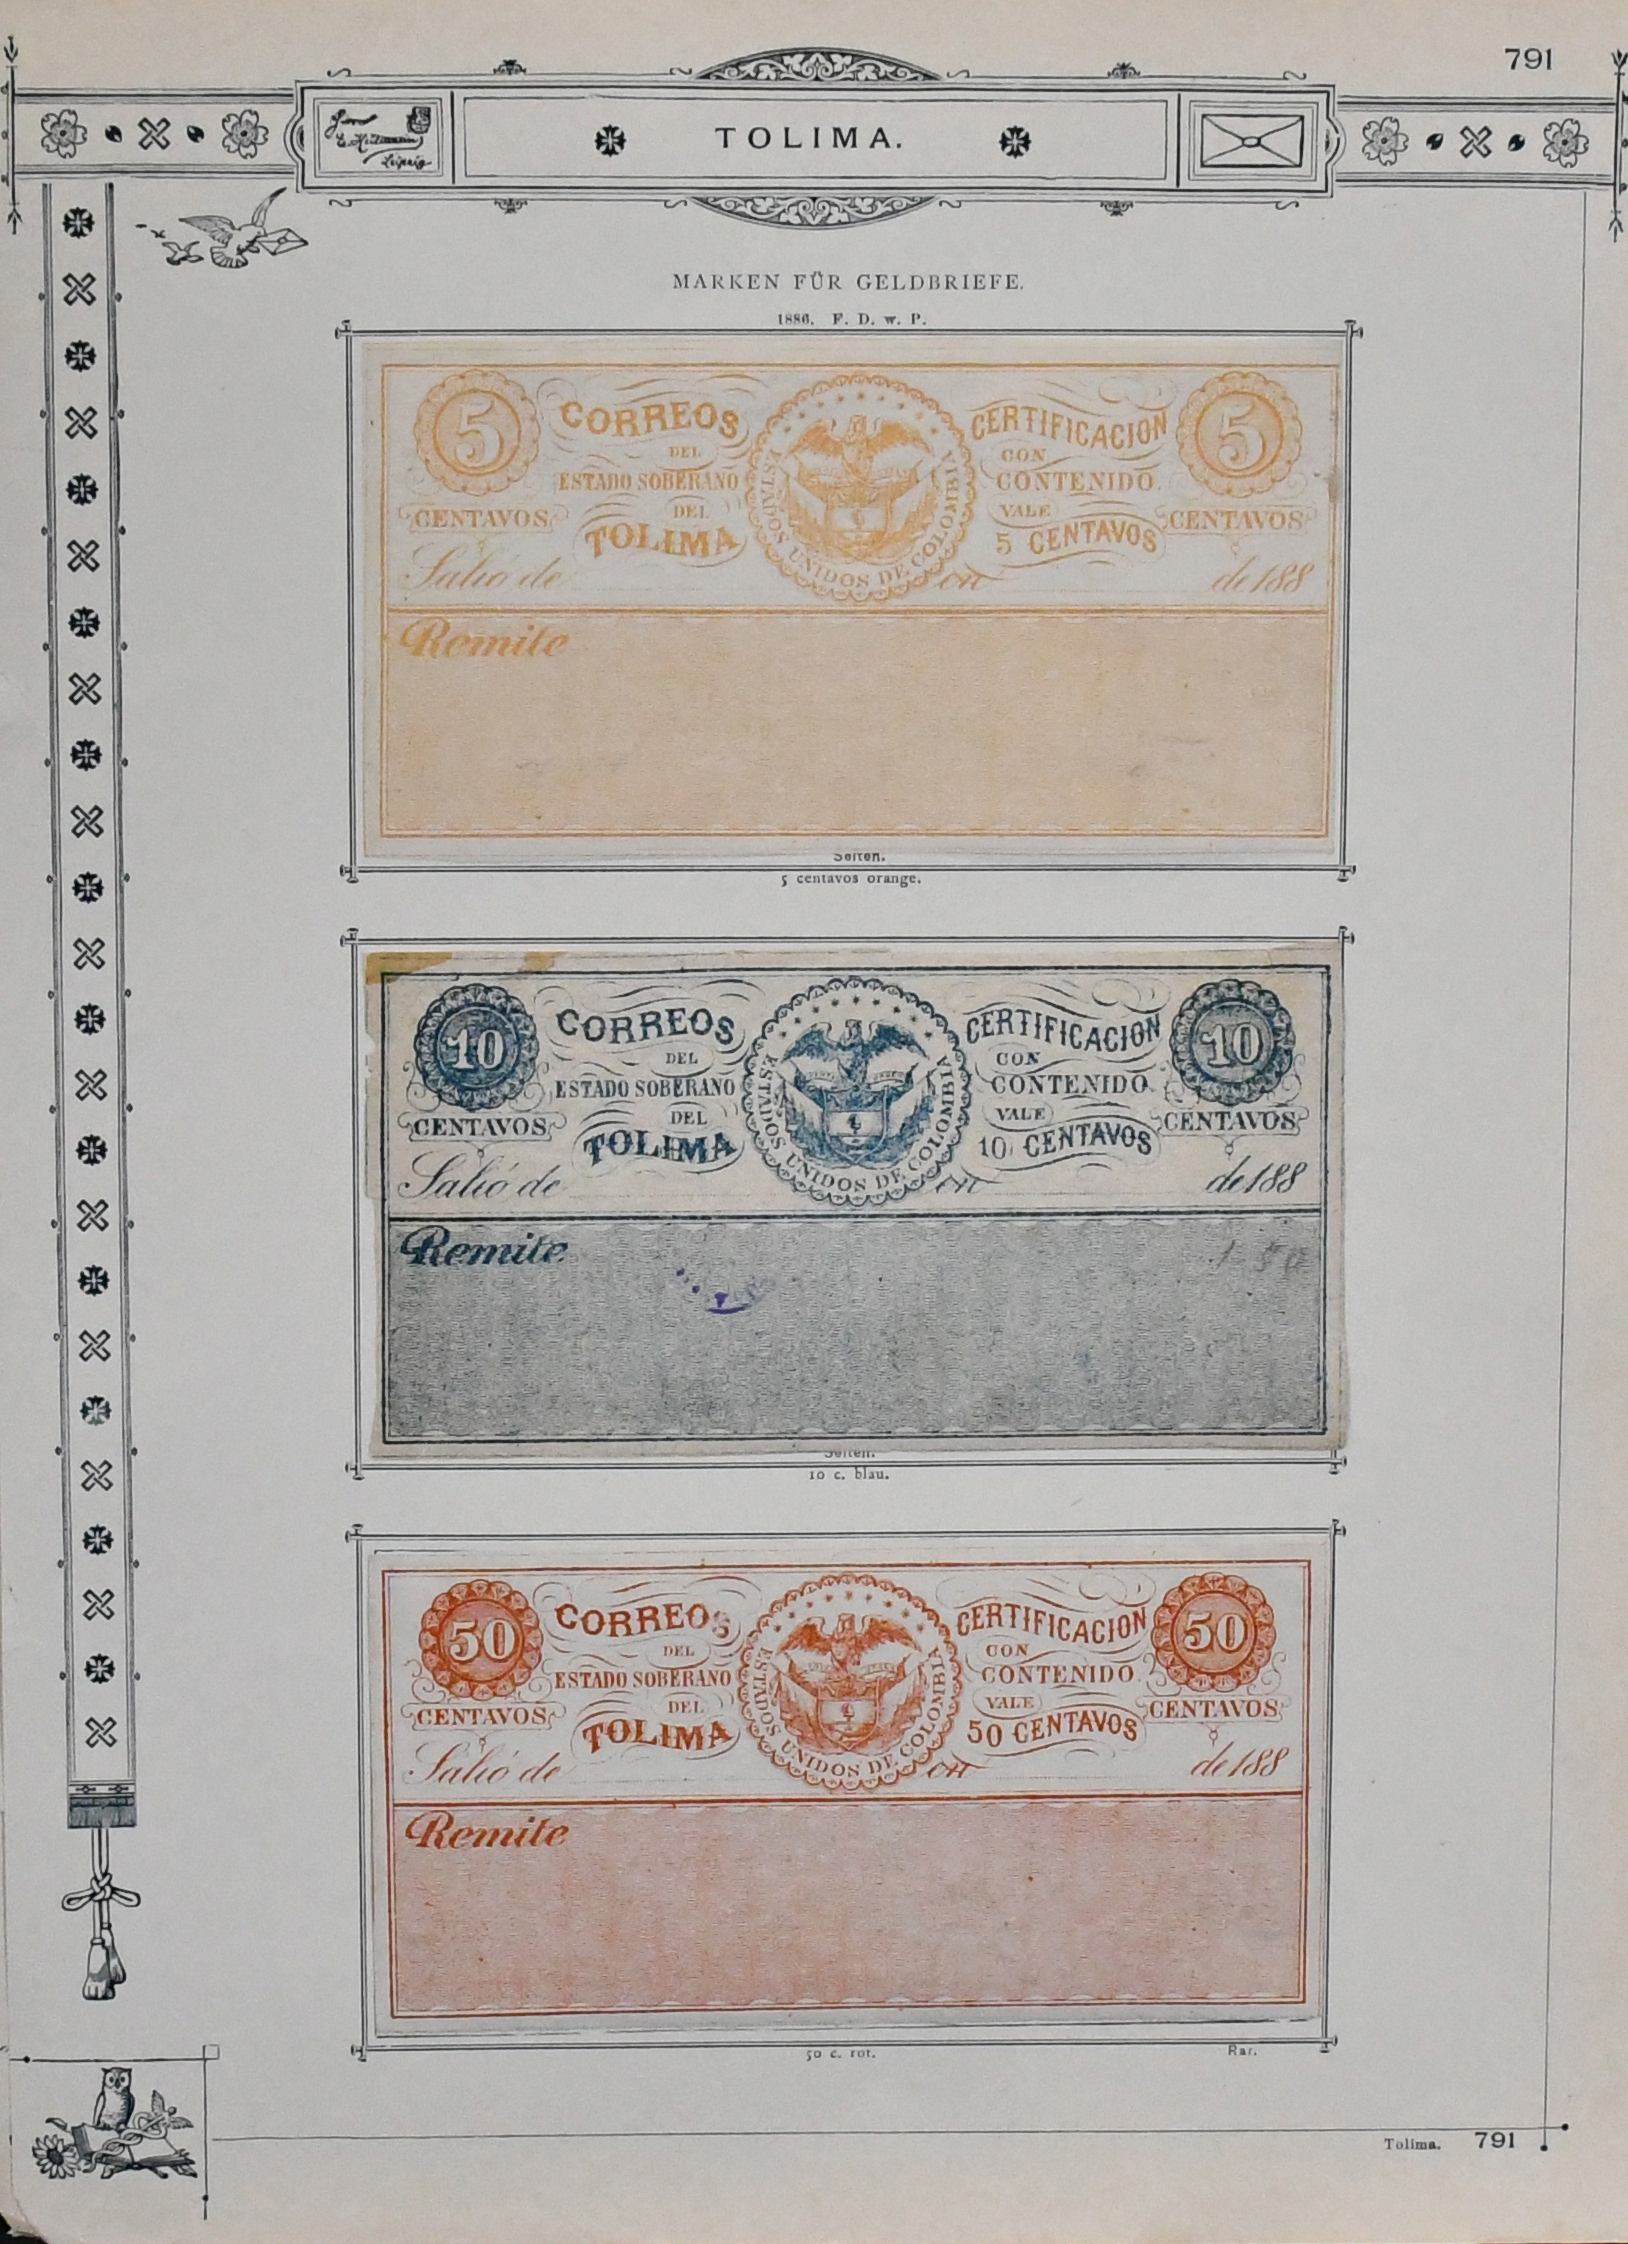 791
TOLIMA.
Leipzig
MARKEN FÜR GELDBRIEFE.
1886. F. D. w. P.
5
CORREOS
DEL
ESTADO SOBERANO
DEL
TOLIMA
CENTAVOS
ESTADOS UNIDOS DE COLOMBIA
CERTIFICACION
CON
CONTENIDO.
VALE
5 CENTAVOS
5
CENTAVOS
Salió de
en
de 188
Remite
Selten.
5 centavos orange.
10
CORREOS
DEL
ESTADO SOBERANO
DEL
TOLIMA
CENTAVOS
ESTADOS UNIDOS DE COLOMBIA
CERTIFICACION
CON
CONTENIDO.
VALE
10 CENTAVOS
10
CENTAVOS
Salió de
en
de 188
Remite
Selten.
10 c. blau.
50
CORREOS
DEL
ESTADO SOBERANO
DEL
TOLIMA
CENTAVOS
ESTADOS UNIDOS DE COLOMBIA
CERTIFICACION
CON
CONTENIDO.
VALE
50 CENTAVOS
50
CENTAVOS
Salió de
en
de 188
Remite
50 c. rot.
Rar.
Tolima. 791